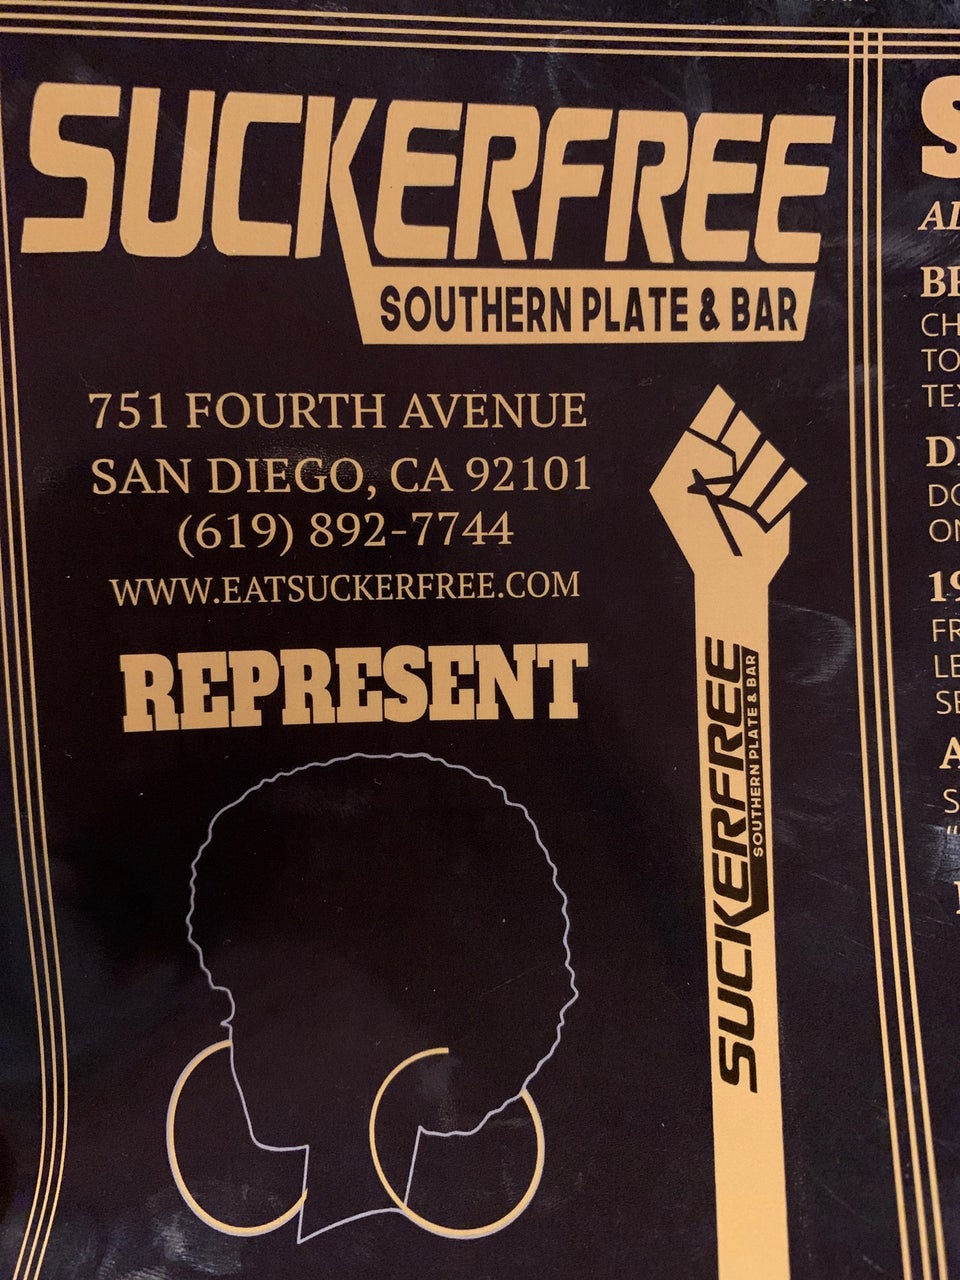 SUCKERFREE
SOUTHERN PLATE & BAR
751 FOURTH AVENUE
SAN DIEGO, CA 92101
(619) 892-7744
WWW.EATSUCKERFREE.COM
REPRESENT
SUCKERFREE
SOUTHERN PLATE & BAR